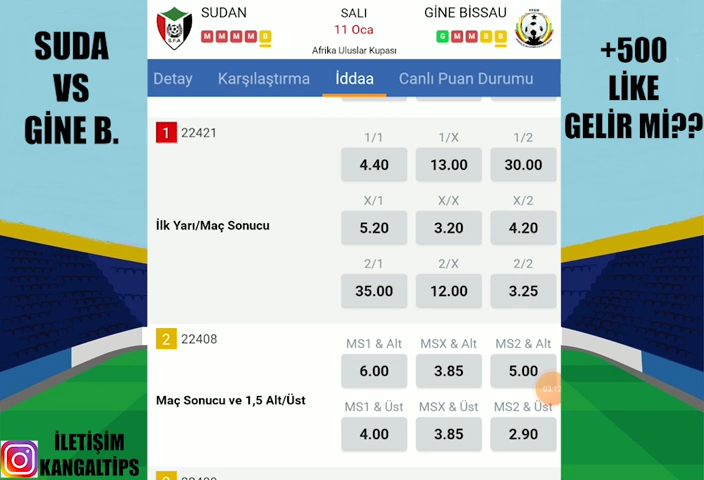 SUDA
VS
GİNE B.
SUDAN
M M M M B
SALI
11 Oca
Afrika Uluslar Kupası
GİNE BİSSAU
G M M B B
Detay Karşılaştırma İddaa Canlı Puan Durumu
1 22421
İlk Yarı/Maç Sonucu
1/1 1/X 1/2
4.40 13.00 30.00
X/1 X/X X/2
5.20 3.20 4.20
2/1 2/X 2/2
35.00 12.00 3.25
2 22408
Maç Sonucu ve 1,5 Alt/Üst
MS1 & Alt MSX & Alt MS2 & Alt
6.00 3.85 5.00
MS1 & Üst MSX & Üst MS2 & Üst
4.00 3.85 2.90
+500
LİKE
GELİR Mİ??
İLETİŞİM
KANGALTİPS